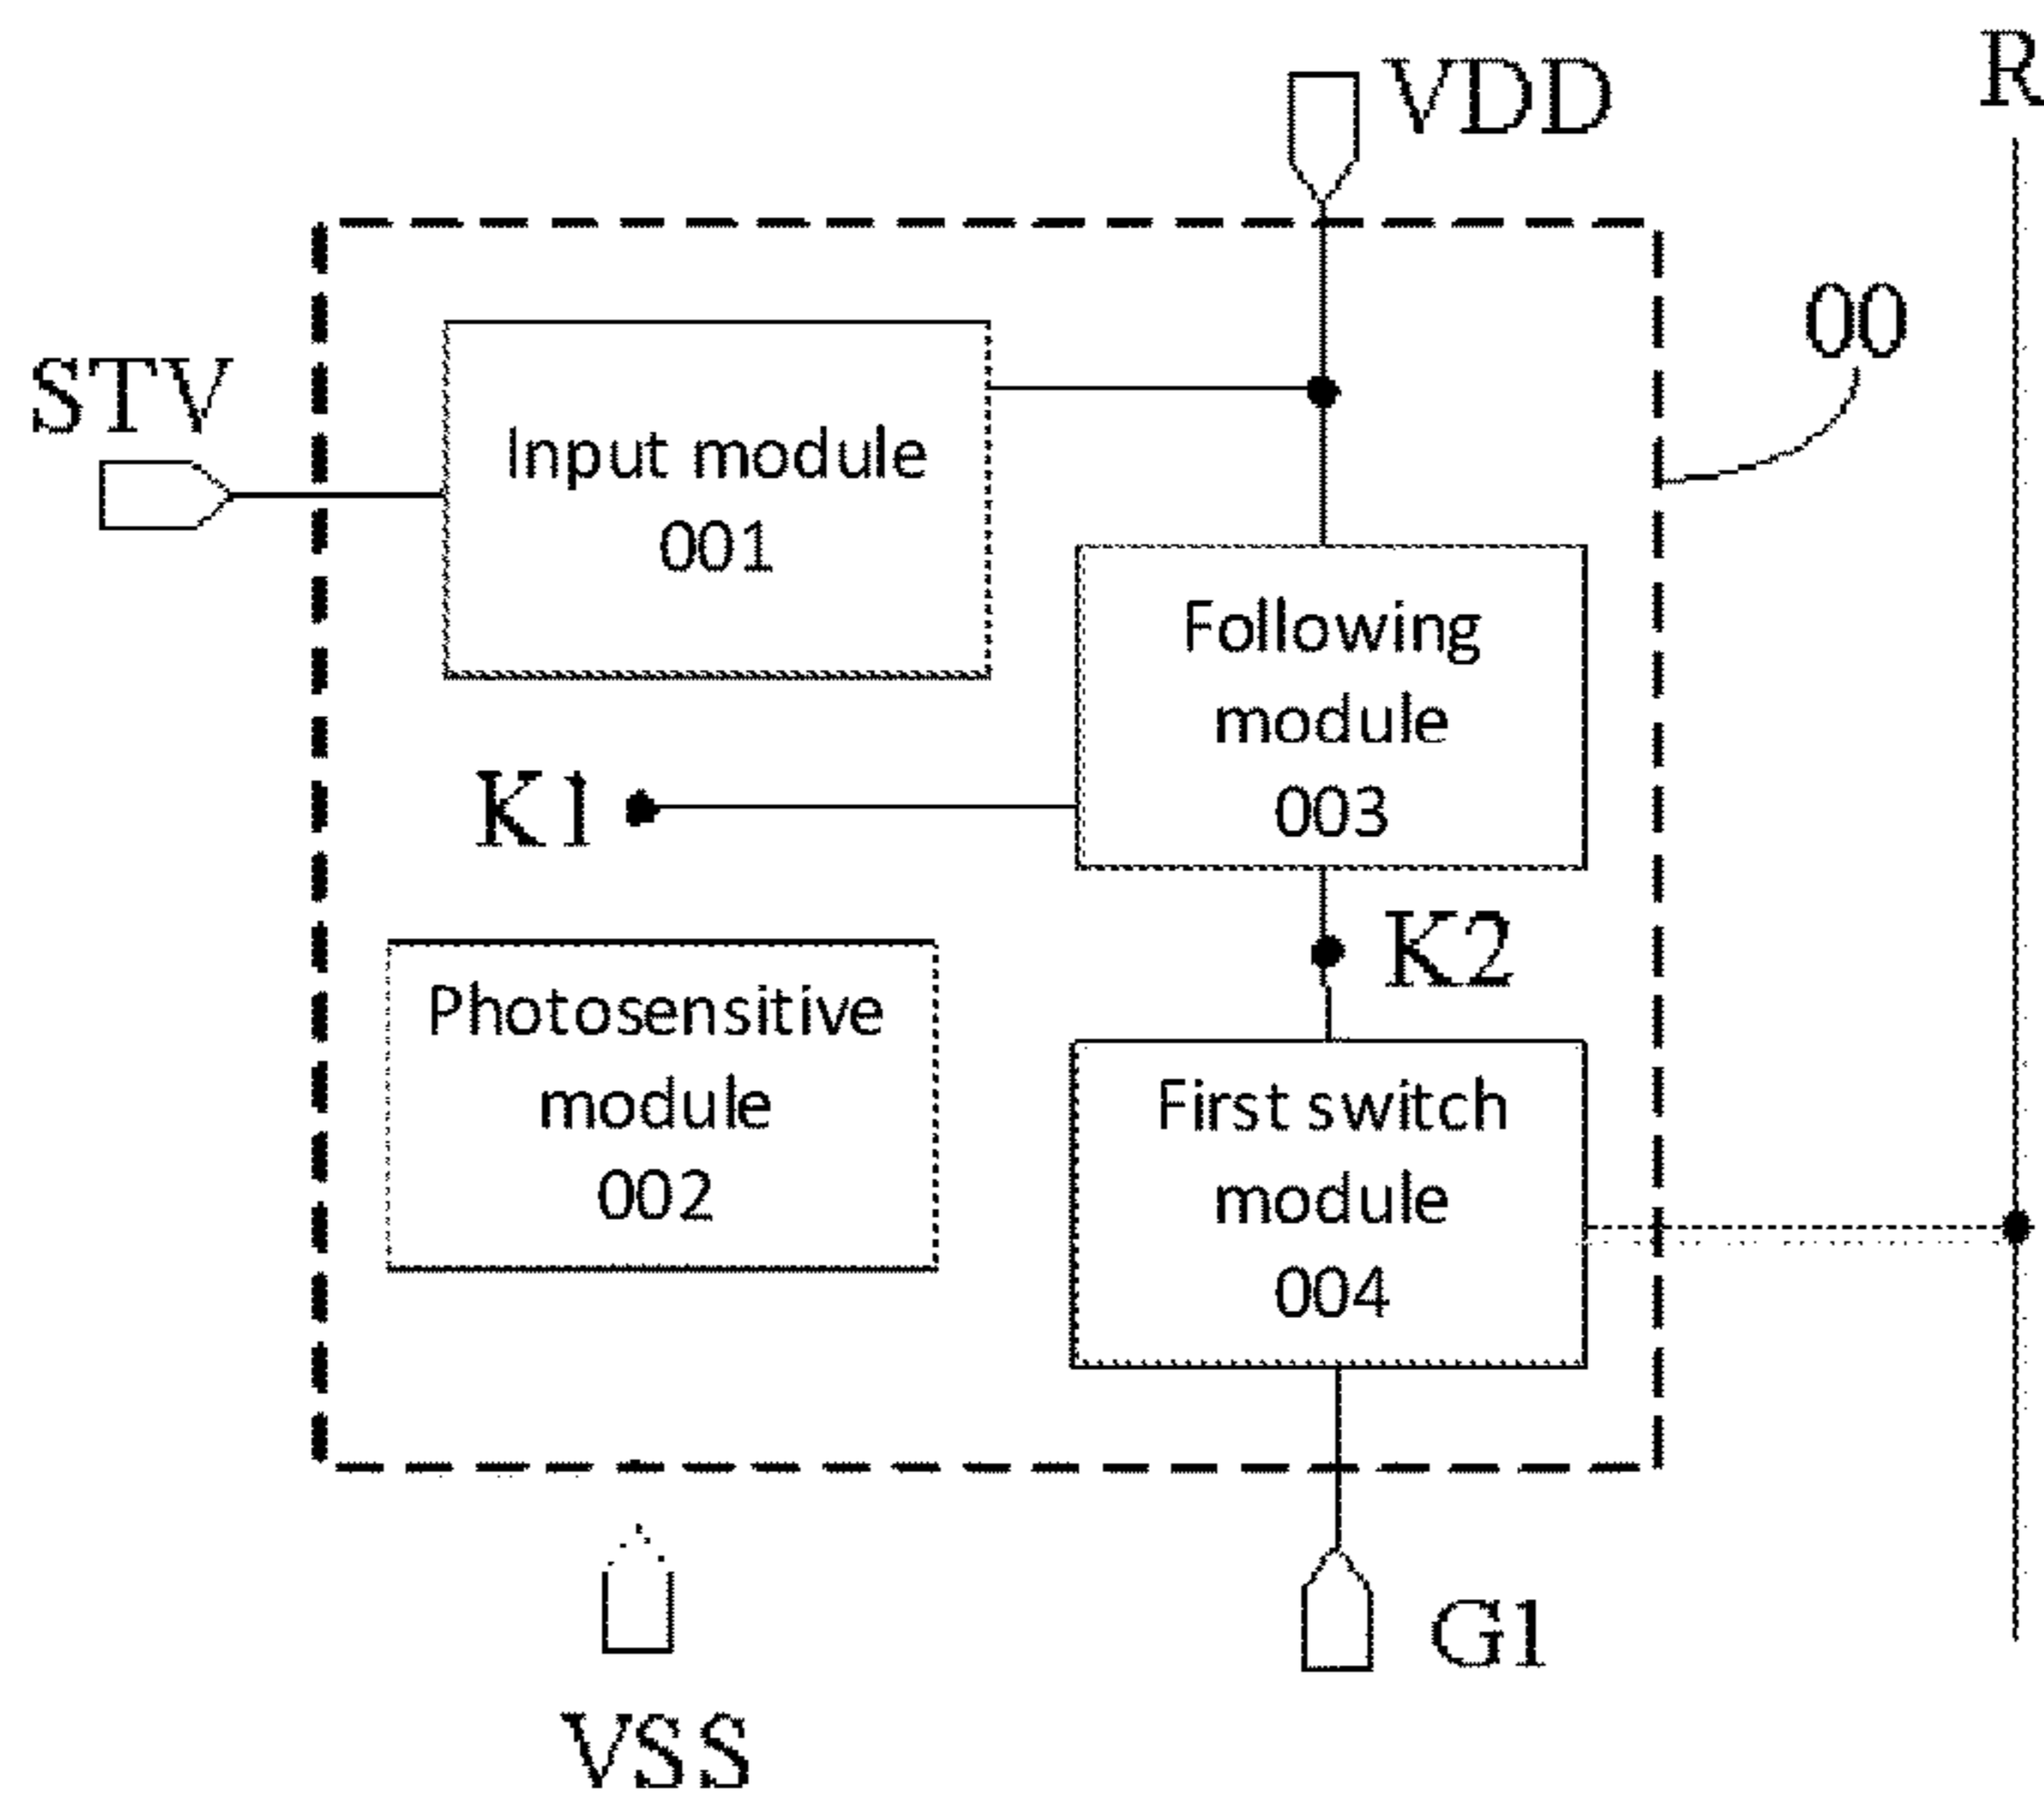 VDD
R
00
STV
Input module
001
Following
module
003
K1
K2
Photosensitive
module
002
First switch
module
004
G1
VSS